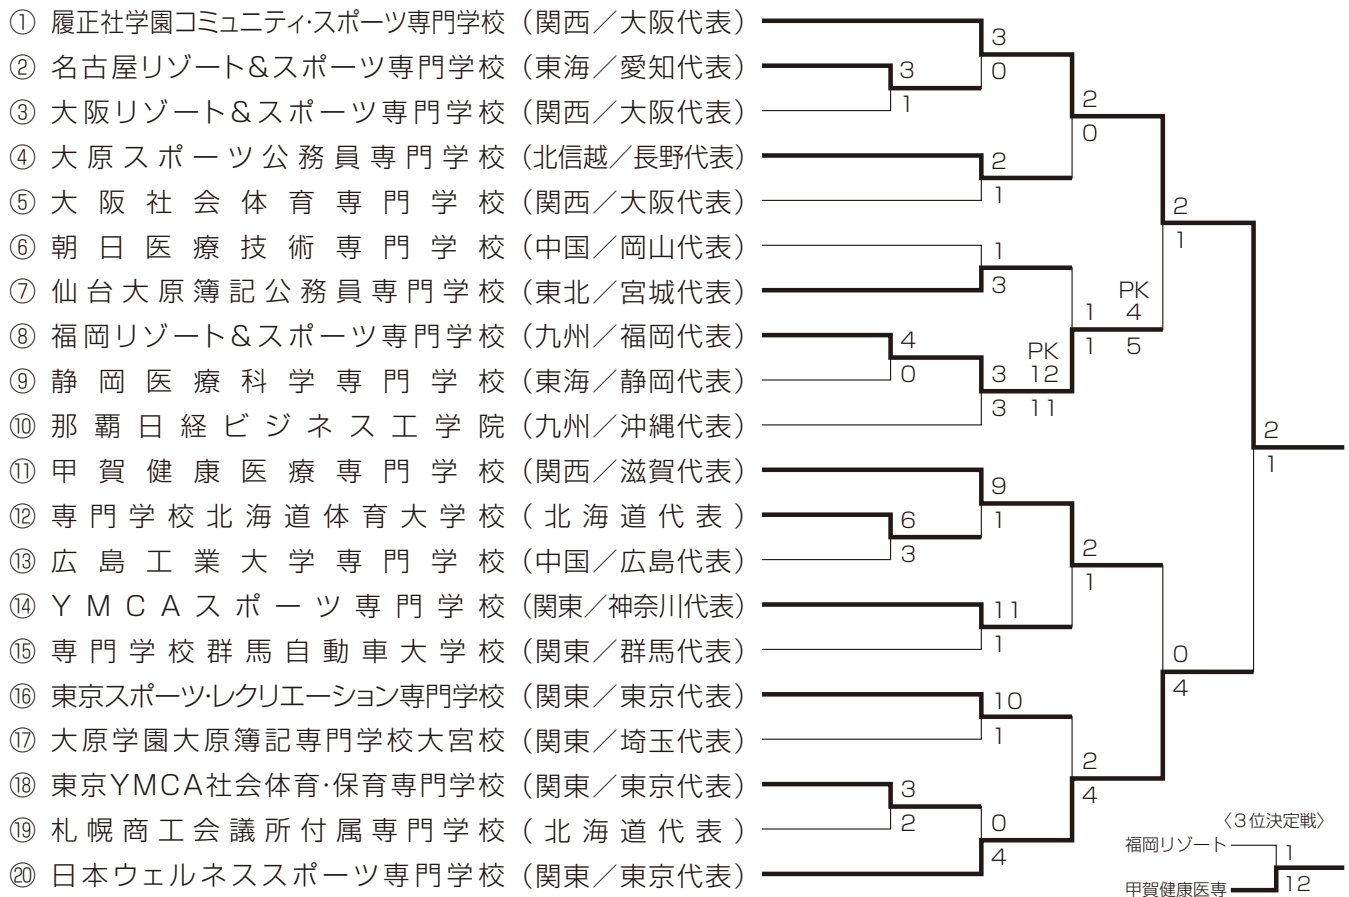 ① 履正社学園コミュニティ・スポーツ専門学校（関西／大阪代表）
② 名古屋リゾート&スポーツ専門学校（東海／愛知代表）
③ 大阪リゾート&スポーツ専門学校（関西／大阪代表）
④ 大原スポーツ公務員専門学校（北信越／長野代表）
⑤ 大阪社会体育専門学校（関西／大阪代表）
⑥ 朝日医療技術専門学校（中国／岡山代表）
⑦ 仙台大原簿記公務員専門学校（東北／宮城代表）
⑧ 福岡リゾート&スポーツ専門学校（九州／福岡代表）
⑨ 静岡医療科学専門学校（東海／静岡代表）
⑩ 那覇日経ビジネス工学院（九州／沖縄代表）
⑪ 甲賀健康医療専門学校（関西／滋賀代表）
⑫ 専門学校北海道体育大学校（北海道代表）
⑬ 広島工業大学専門学校（中国／広島代表）
⑭ YMCAスポーツ専門学校（関東／神奈川代表）
⑮ 専門学校群馬自動車大学校（関東／群馬代表）
⑯ 東京スポーツ・レクリエーション専門学校（関東／東京代表）
⑰ 大原学園大原簿記専門学校大宮校（関東／埼玉代表）
⑱ 東京YMCA社会体育・保育専門学校（関東／東京代表）
⑲ 札幌商工会議所付属専門学校（北海道代表）
⑳ 日本ウェルネススポーツ専門学校（関東／東京代表）
3
1
4
0
6
3
3
2
3
0
2
1
1
3
3 PK 12
3 11
9
1
11
1
10
1
0
4
2
0
1 PK 4
1 5
2
1
2
4
2
1
0
4
2
1
〈3位決定戦〉
福岡リゾート
1
12
甲賀健康医専